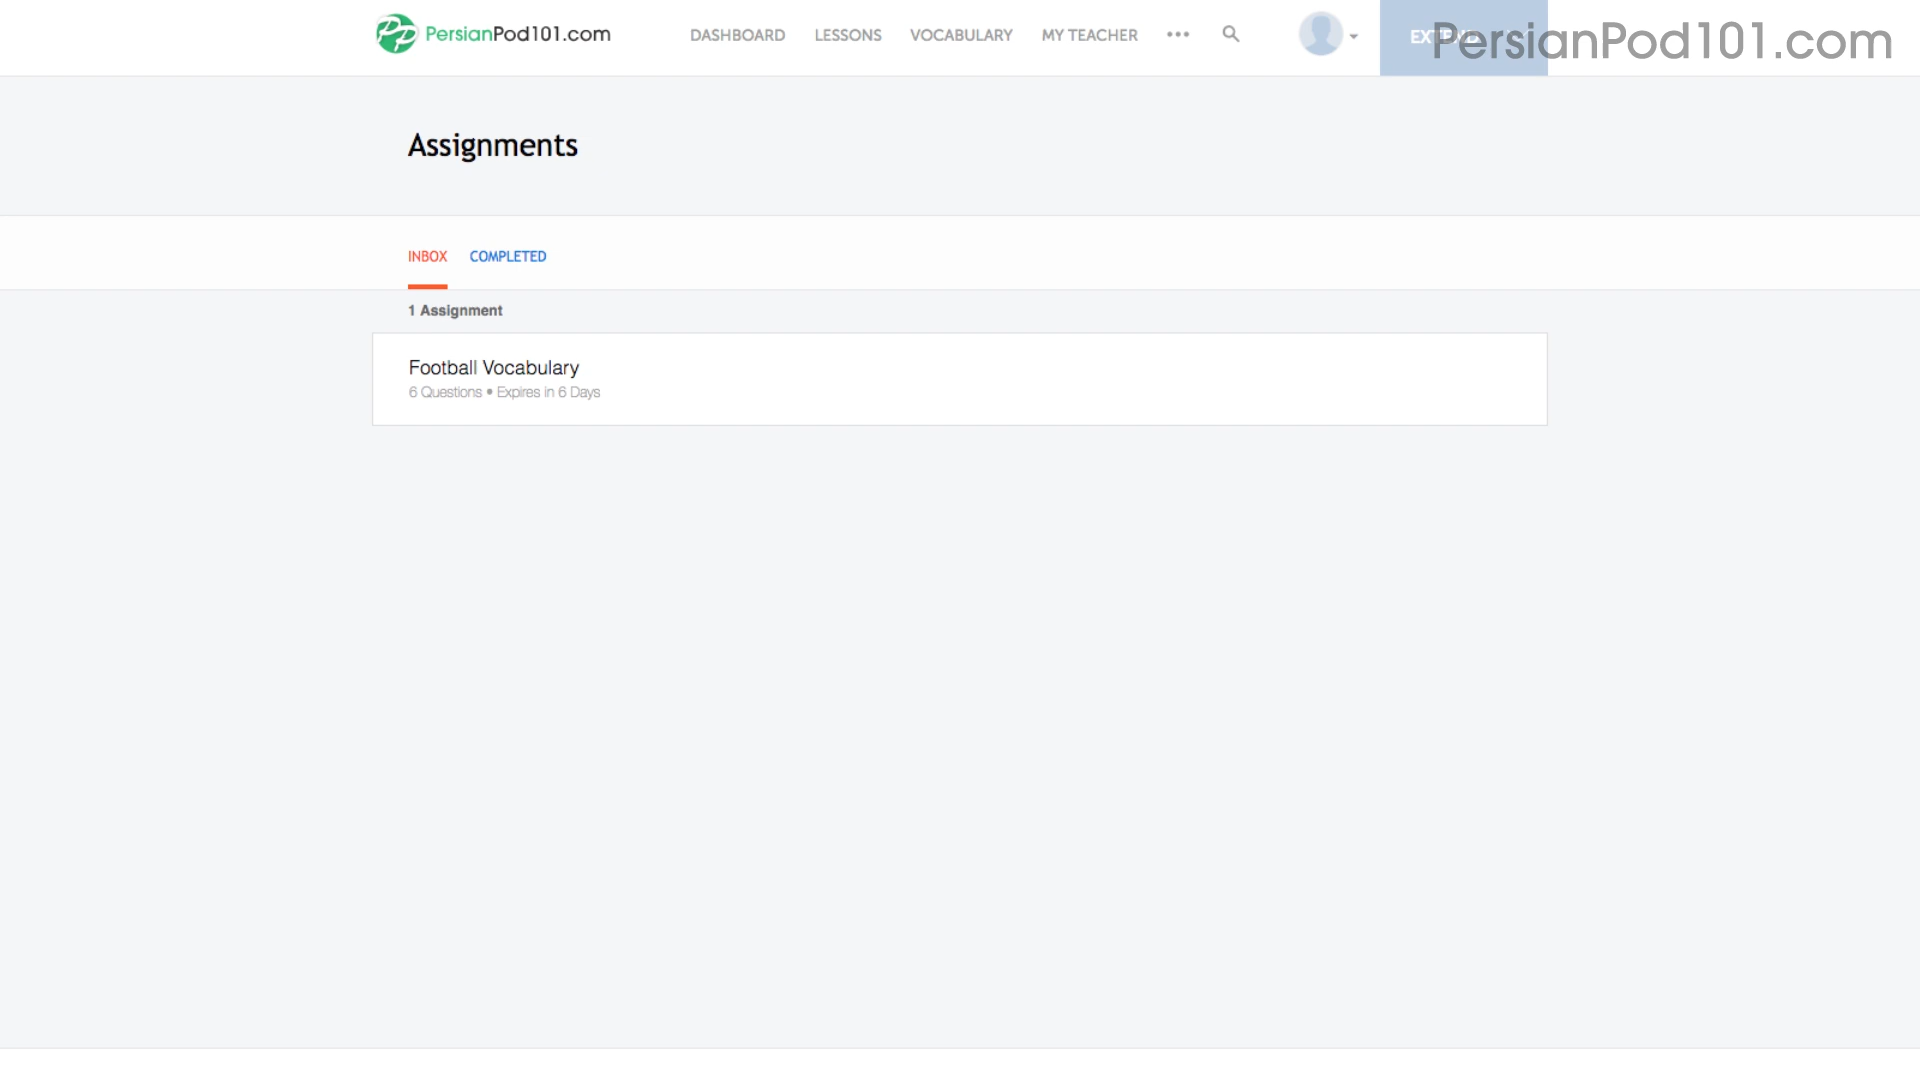 PersianPod101.com
DASHBOARD LESSONS VOCABULARY MY TEACHER
PersianPod101.com
Assignments
INBOX COMPLETED
1 Assignment
Football Vocabulary
6 Questions • Expires in 6 Days